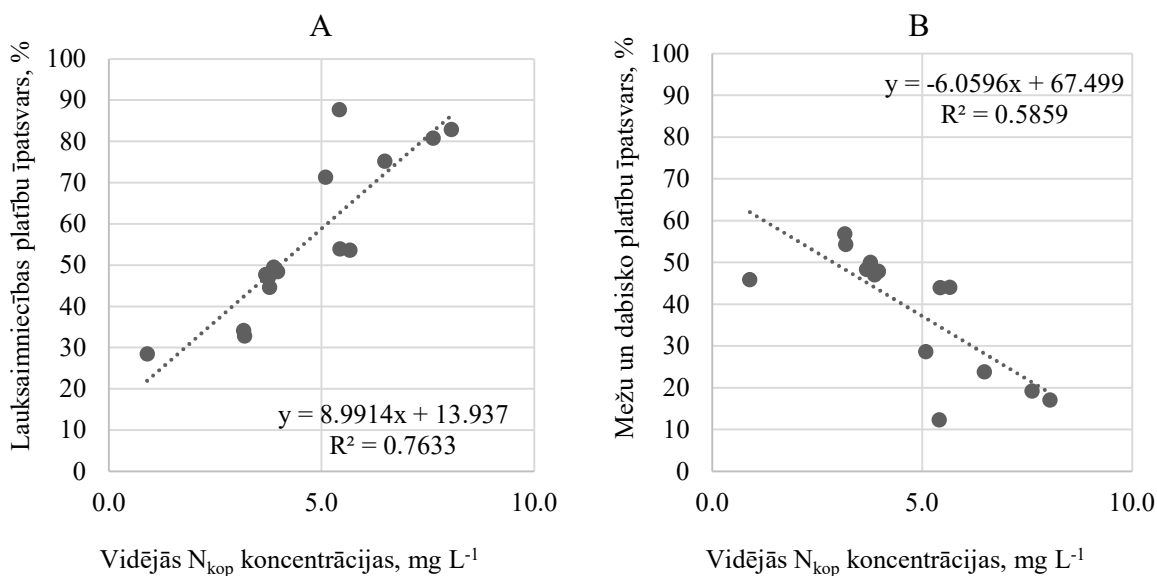 A
Lauksaimniecības platību īpatsvars, %
100
90
80
70
60
50
40
30
20
10
0
y = 8.9914x + 13.937
R² = 0.7633
0.0 5.0 10.0
Vidējās Nkop koncentrācijas, mg L-1
B
Mežu un dabisko platību īpatsvars, %
100
90
80
70
60
50
40
30
20
10
0
y = -6.0596x + 67.499
R² = 0.5859
0.0 5.0 10.0
Vidējās Nkop koncentrācijas, mg L-1